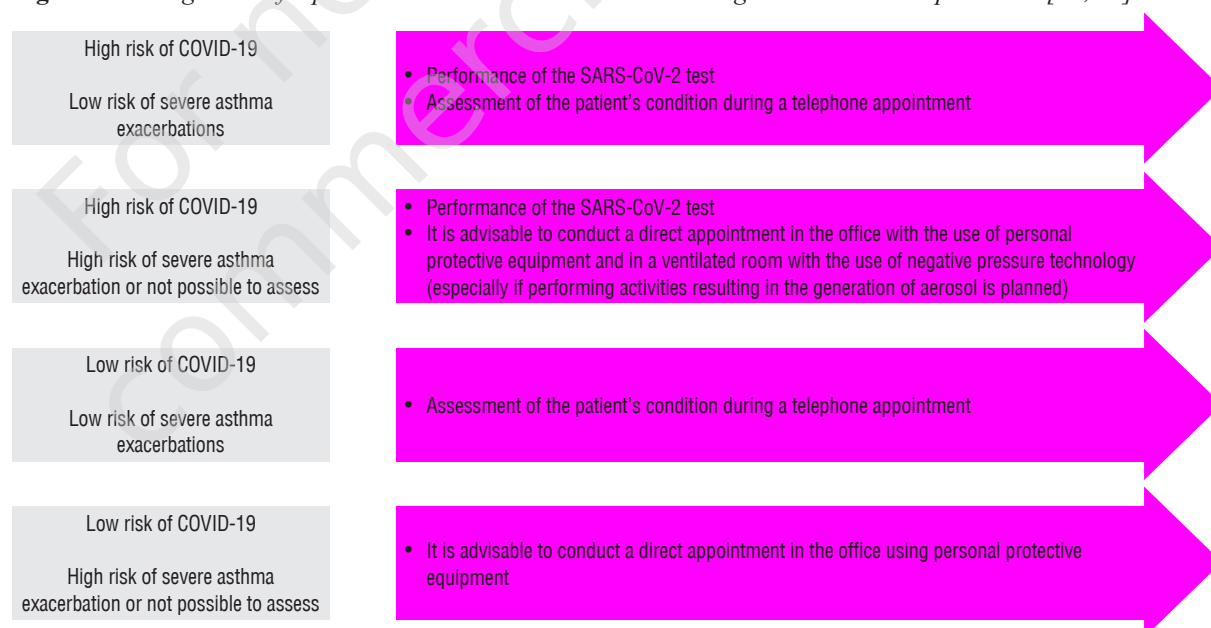 High risk of COVID-19
Low risk of severe asthma
exacerbations
• Performance of the SARS-CoV-2 test
• Assessment of the patient's condition during a telephone appointment
High risk of COVID-19
High risk of severe asthma
exacerbation or not possible to assess
• Performance of the SARS-CoV-2 test
• It is advisable to conduct a direct appointment in the office with the use of personal
protective equipment and in a ventilated room with the use of negative pressure technology
(especially if performing activities resulting in the generation of aerosol is planned)
Low risk of COVID-19
Low risk of severe asthma
exacerbations
• Assessment of the patient's condition during a telephone appointment
Low risk of COVID-19
High risk of severe asthma
exacerbation or not possible to assess
• It is advisable to conduct a direct appointment in the office using personal protective
equipment
For